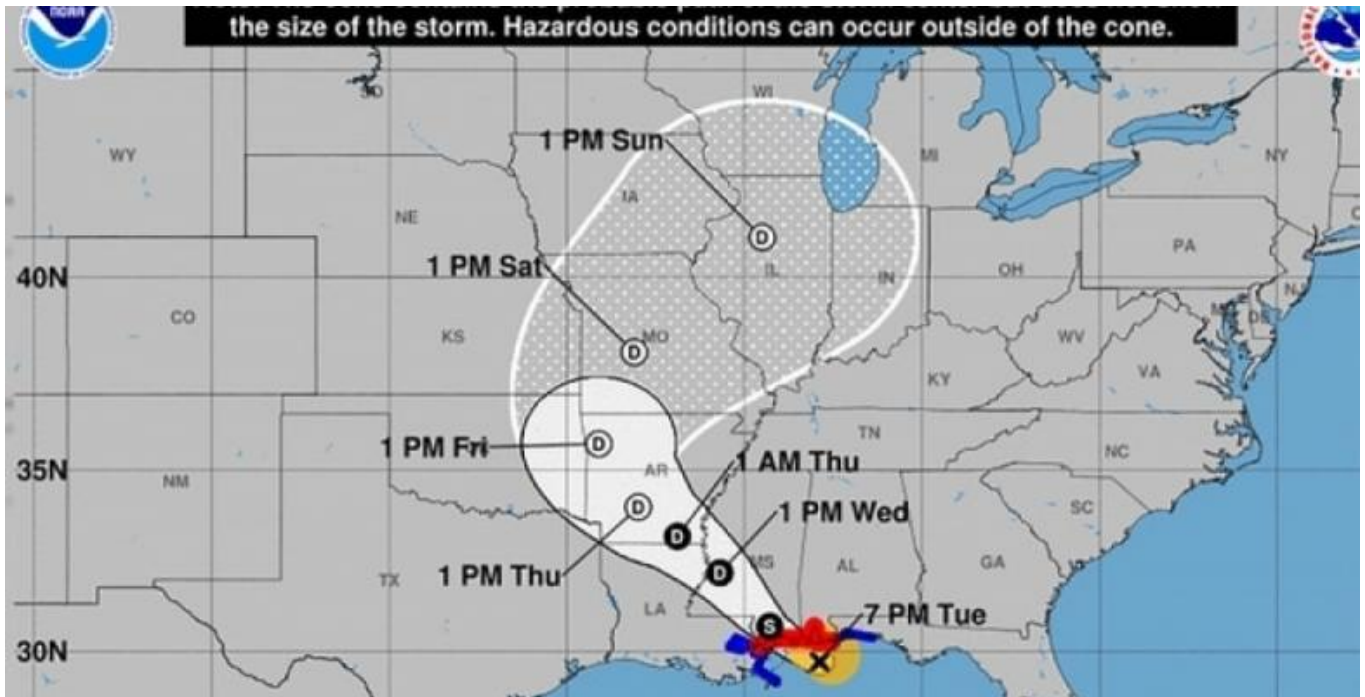 NOAA
the size of the storm. Hazardous conditions can occur outside of the cone.
SD
WI
1 PM Sun
MI
NY
WY
IA
NE
PA
1 PM Sat
IL
IN
OH
40N
NJ
CO
MO
DE
KS
WV
VA
KY
1 PM Fri
TN
NC
1 AM Thu
35N
AR
NM
SC
1 PM Wed
MS
AL
GA
1 PM Thu
TX
LA
7 PM Tue
30N
D
D
D
D
D
D
S